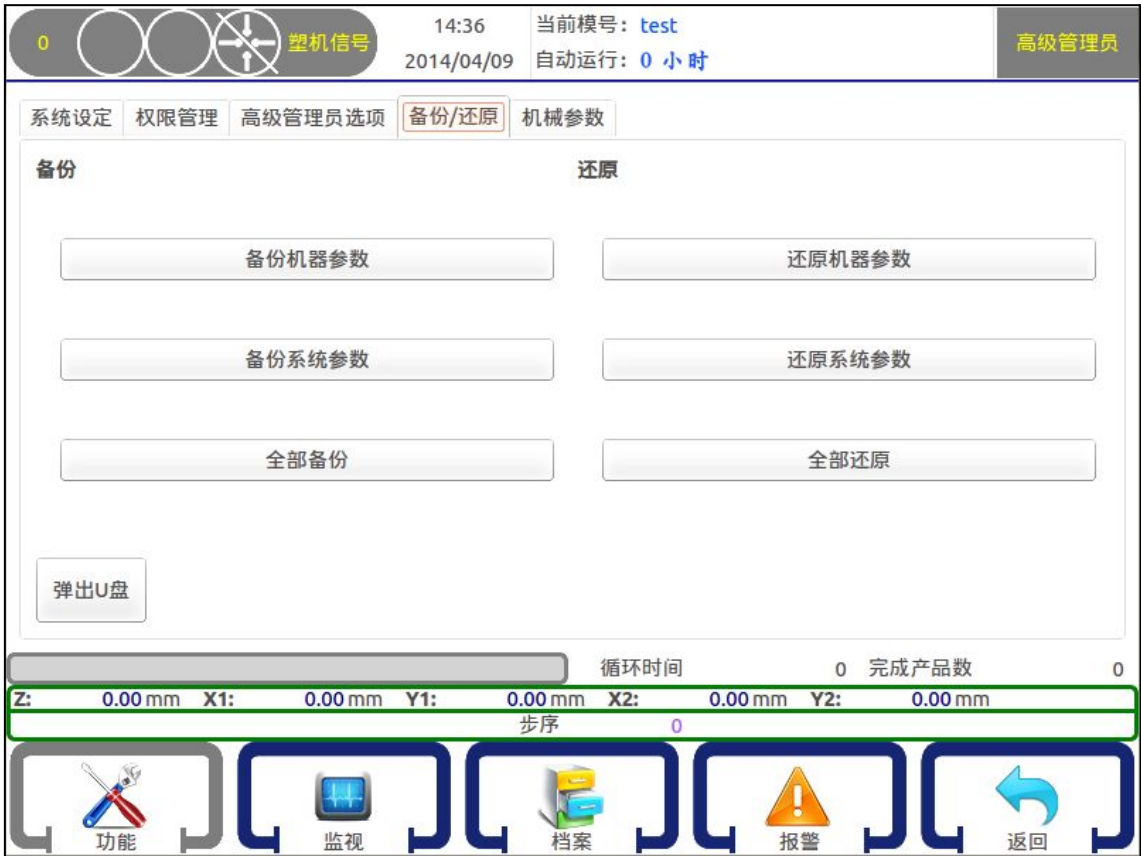 0 塑机信号 14:36 当前模号：test 高级管理员
2014/04/09 自动运行：0 小时
系统设定 权限管理 高级管理员选项 备份/还原 机械参数
备份 还原
备份机器参数 还原机器参数
备份系统参数 还原系统参数
全部备份 全部还原
弹出U盘
循环时间 0 完成产品数 0
Z: 0.00 mm X1: 0.00 mm Y1: 0.00 mm X2: 0.00 mm Y2: 0.00 mm
步序 0
功能 监视 档案 报警 返回